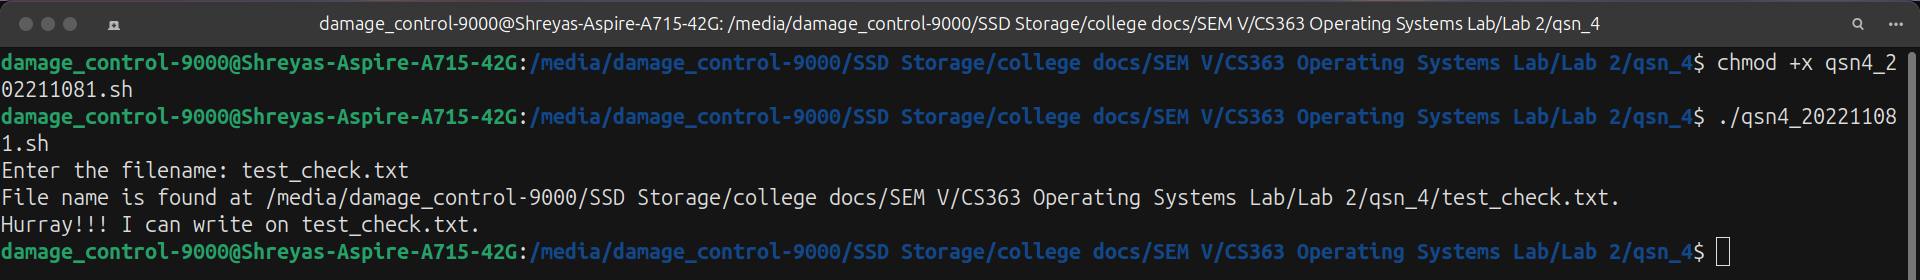 damage_control-9000@Shreyas-Aspire-A715-42G: /media/damage_control-9000/SSD Storage/college docs/SEM V/CS363 Operating Systems Lab/Lab 2/qsn_4
damage_control-9000@Shreyas-Aspire-A715-42G:/media/damage_control-9000/SSD Storage/college docs/SEM V/CS363 Operating Systems Lab/Lab 2/qsn_4$ chmod +x qsn4_2
02211081.sh
damage_control-9000@Shreyas-Aspire-A715-42G:/media/damage_control-9000/SSD Storage/college docs/SEM V/CS363 Operating Systems Lab/Lab 2/qsn_4$ ./qsn4_20221108
1.sh
Enter the filename: test_check.txt
File name is found at /media/damage_control-9000/SSD Storage/college docs/SEM V/CS363 Operating Systems Lab/Lab 2/qsn_4/test_check.txt.
Hurray!!! I can write on test_check.txt.
damage_control-9000@Shreyas-Aspire-A715-42G:/media/damage_control-9000/SSD Storage/college docs/SEM V/CS363 Operating Systems Lab/Lab 2/qsn_4$